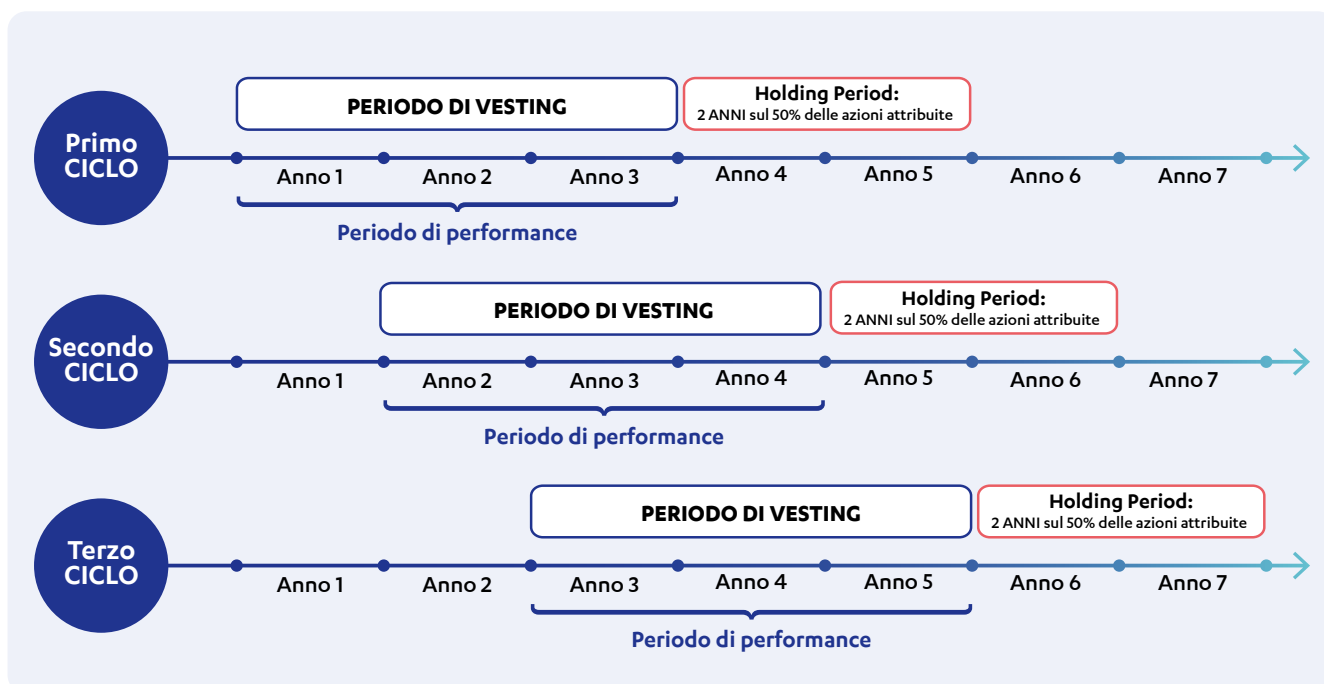 PERIODO DI VESTING
Holding Period:
2 ANNI sul 50% delle azioni attribuite
Primo
CICLO
Anno 1
Anno 2
Anno 3
Anno 4
Anno 5
Anno 6
Anno 7
Periodo di performance
PERIODO DI VESTING
Holding Period:
2 ANNI sul 50% delle azioni attribuite
Secondo
CICLO
Anno 1
Anno 2
Anno 3
Anno 4
Anno 5
Anno 6
Anno 7
Periodo di performance
PERIODO DI VESTING
Holding Period:
2 ANNI sul 50% delle azioni attribuite
Terzo
CICLO
Anno 1
Anno 2
Anno 3
Anno 4
Anno 5
Anno 6
Anno 7
Periodo di performance